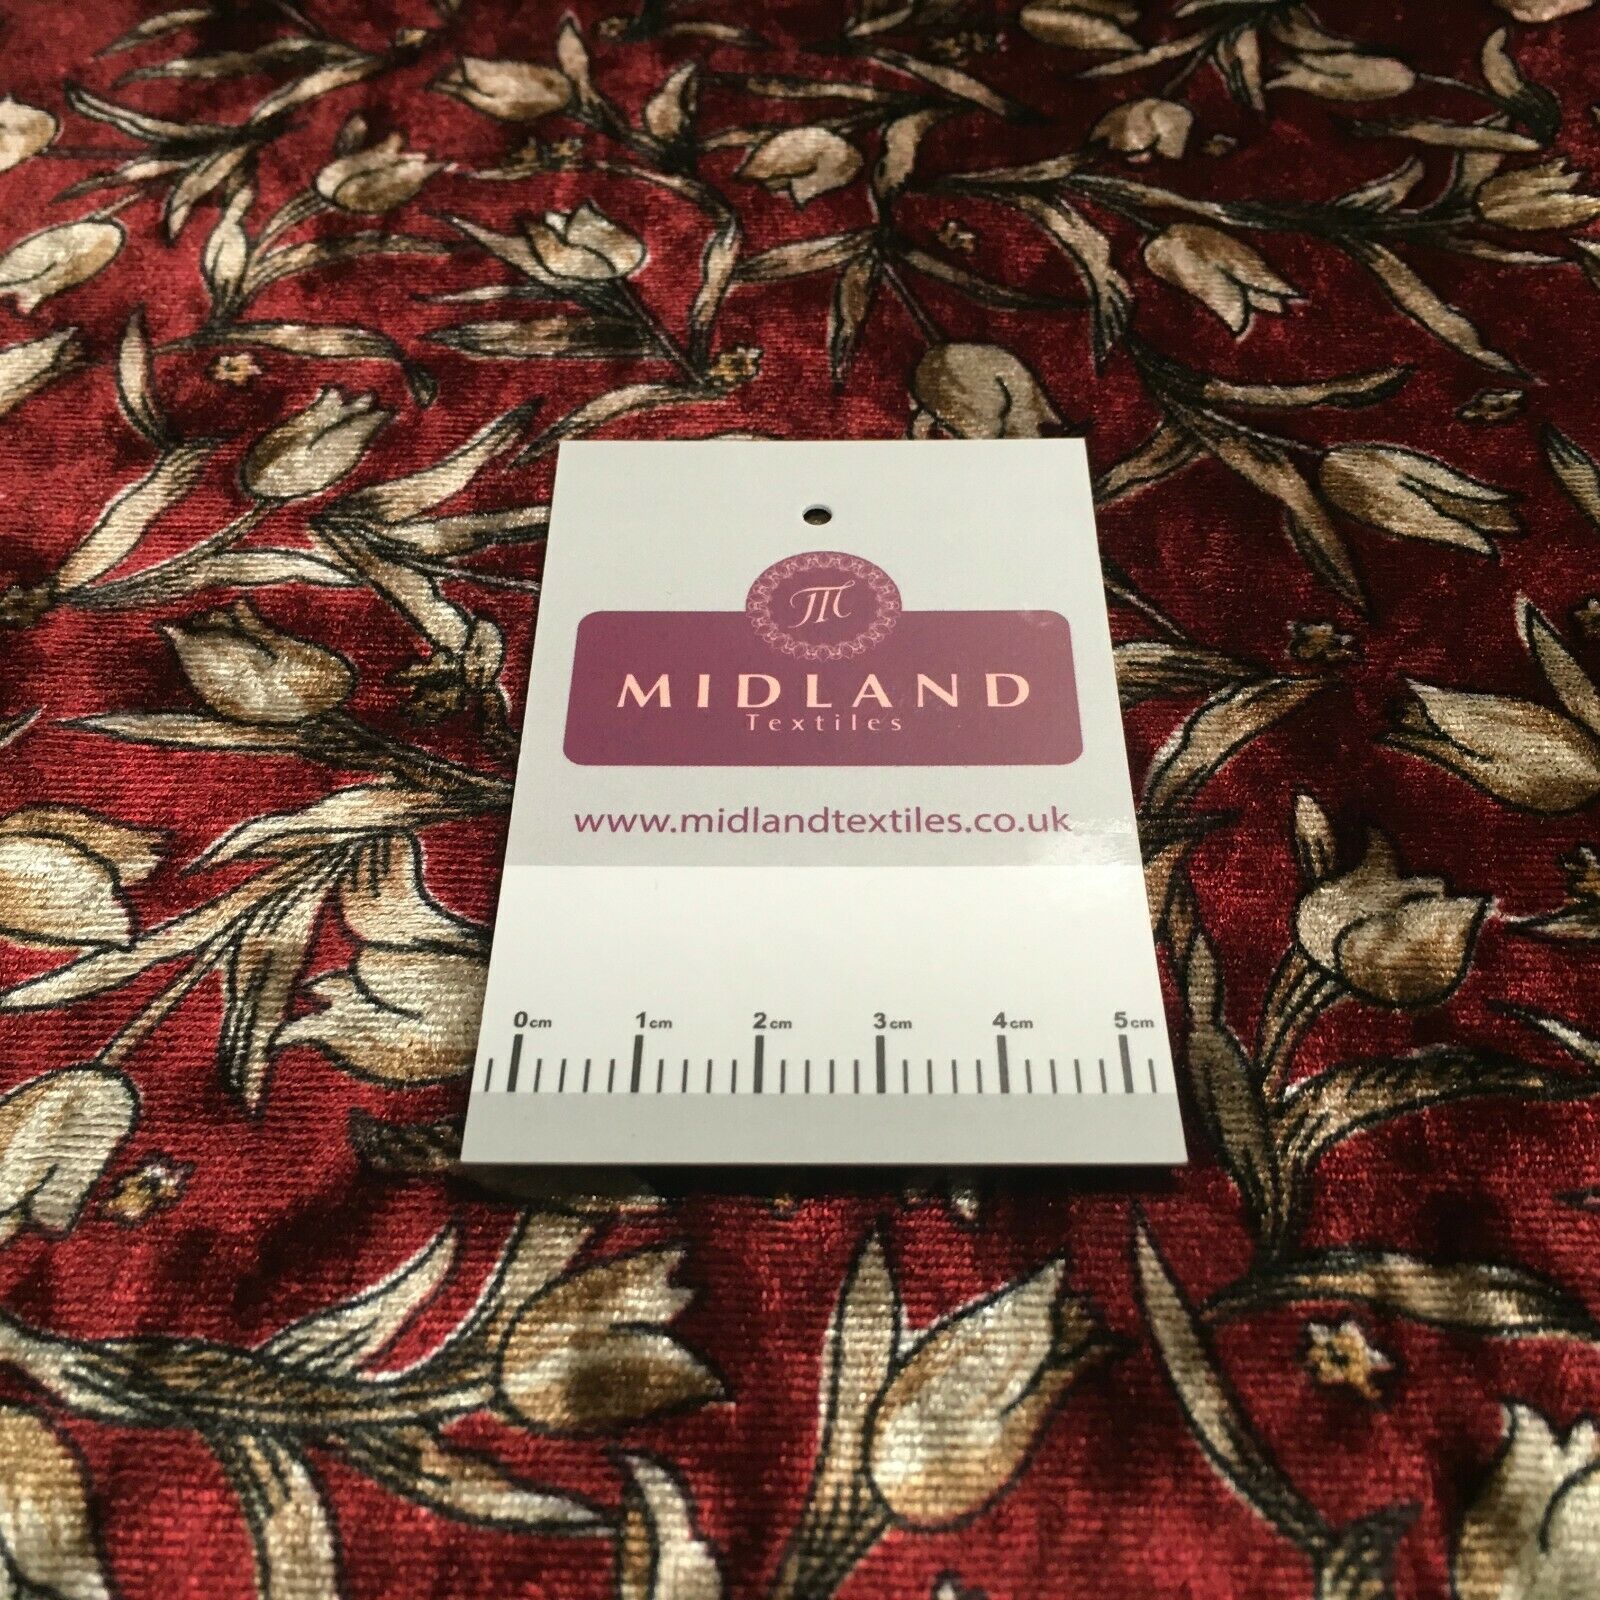 M
MIDLAND
Textiles
www.midlandtextiles.co.uk
0cm 1cm 2cm 3cm 4cm 5cm